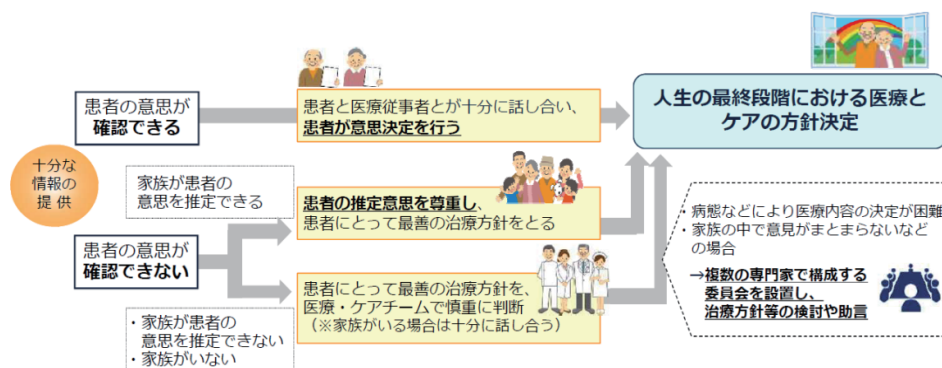 十分な
情報の
提 供
患者の意思が
確認できる
患者と医療従事者とが十分に話し合い、
患者が意思決定を行う
人生の最終段階における医療と
ケアの方針決定
患者の意思が
確認できない
家族が患者の
意思を推定できる
患者の推定意思を尊重し、
患者にとって最善の治療方針をとる
・家族が患者の
意思を推定できない
・家族がいない
患者にとって最善の治療方針を、
医療・ケアチームで慎重に判断
(※家族がいる場合は十分に話し合う)
・病態などにより医療内容の決定が困難
・家族の中で意見がまとまらないなど
の場合
→複数の専門家で構成する
委員会を設置し、
治療方針等の検討や助言